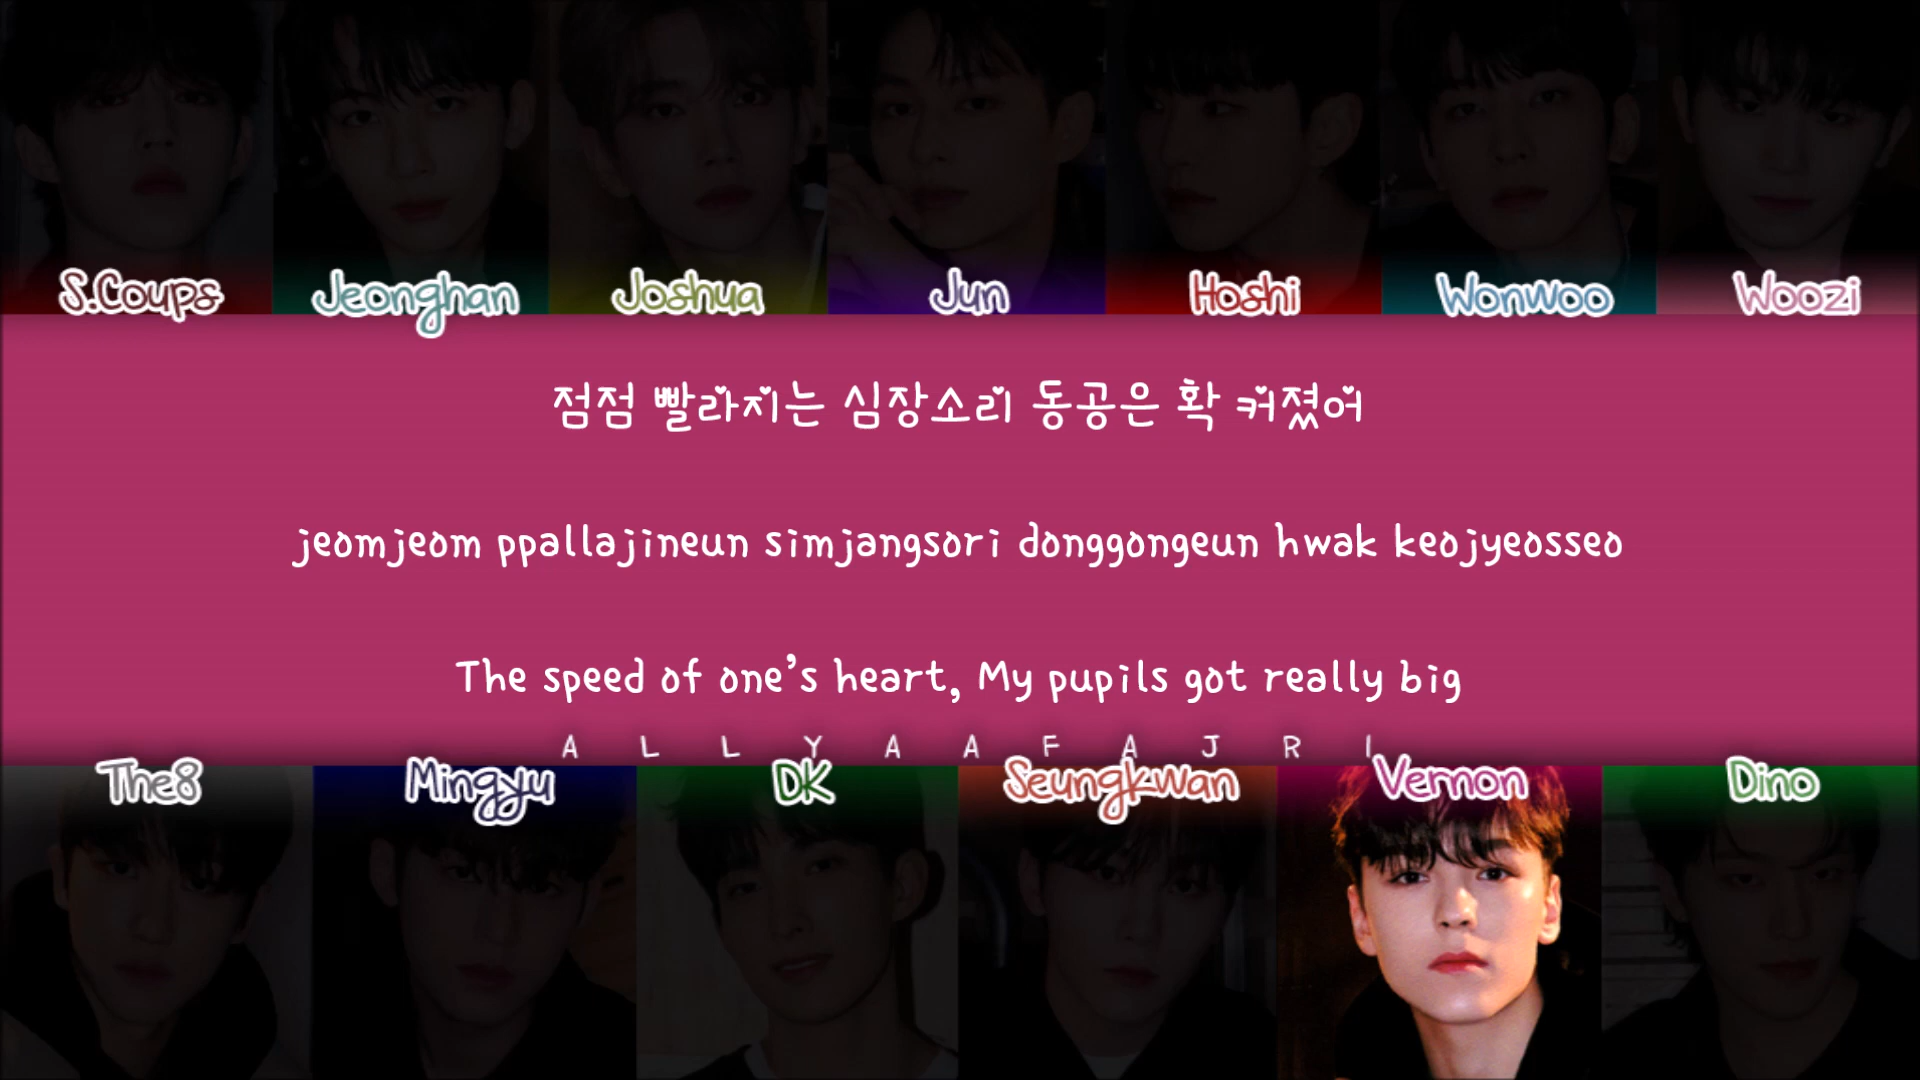 S.Coups Jeonghan Joshua Jun Hoshi Wonwoo Woozi
점점 빨라지는 심장소리 동공은 확 커졌어
jeomjeom ppallajineun simjangsori donggongeun hwak keojyeosseo
The speed of one's heart, My pupils got really big
A L L Y A A F A J R I
The8 Mingyu DK Seungkwan Vernon Dino